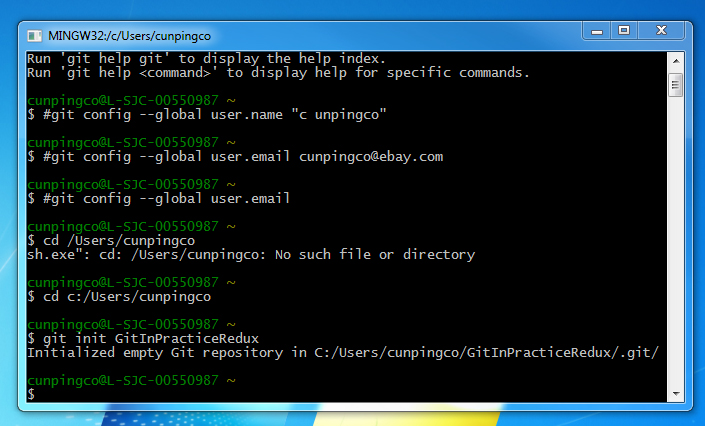 MINGW32:/c/Users/cunpingco
Run 'git help git' to display the help index.
Run 'git help <command>' to display help for specific commands.
cunpingco@L-SJC-00550987 ~
$ #git config --global user.name "c unpingco"
cunpingco@L-SJC-00550987 ~
$ #git config --global user.email cunpingco@ebay.com
cunpingco@L-SJC-00550987 ~
$ #git config --global user.email
cunpingco@L-SJC-00550987 ~
$ cd /Users/cunpingco
sh.exe": cd: /Users/cunpingco: No such file or directory
cunpingco@L-SJC-00550987 ~
$ cd c:/Users/cunpingco
cunpingco@L-SJC-00550987 ~
$ git init GitInPracticeRedux
Initialized empty Git repository in C:/Users/cunpingco/GitInPracticeRedux/.git/
cunpingco@L-SJC-00550987 ~
$